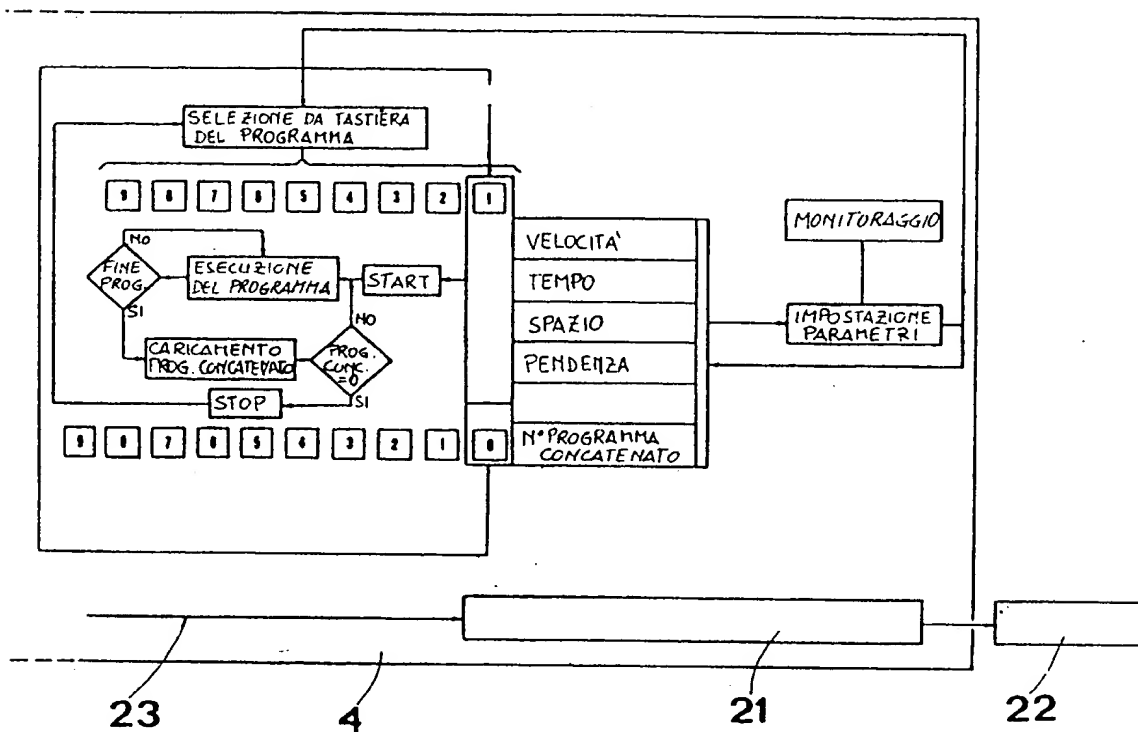 SELEZIONE DA TASTIERA
DEL PROGRAMMA
9 8 7 6 5 4 3 2 1
VELOCITA'
TEMPO
SPAZIO
PENDENZA
N° PROGRAMMA
CONCATENATO
MONITORAGGIO
IMPOSTAZIONE
PARAMETRI
NO
FINE
PROG.
SI
ESECUZIONE
DEL PROGRAMMA
START
NO
CARICAMENTO
PROG. CONCATENATO
PROG.
CONC.
=0
SI
STOP
9 8 7 6 5 4 3 2 1 0
23
4
21
22